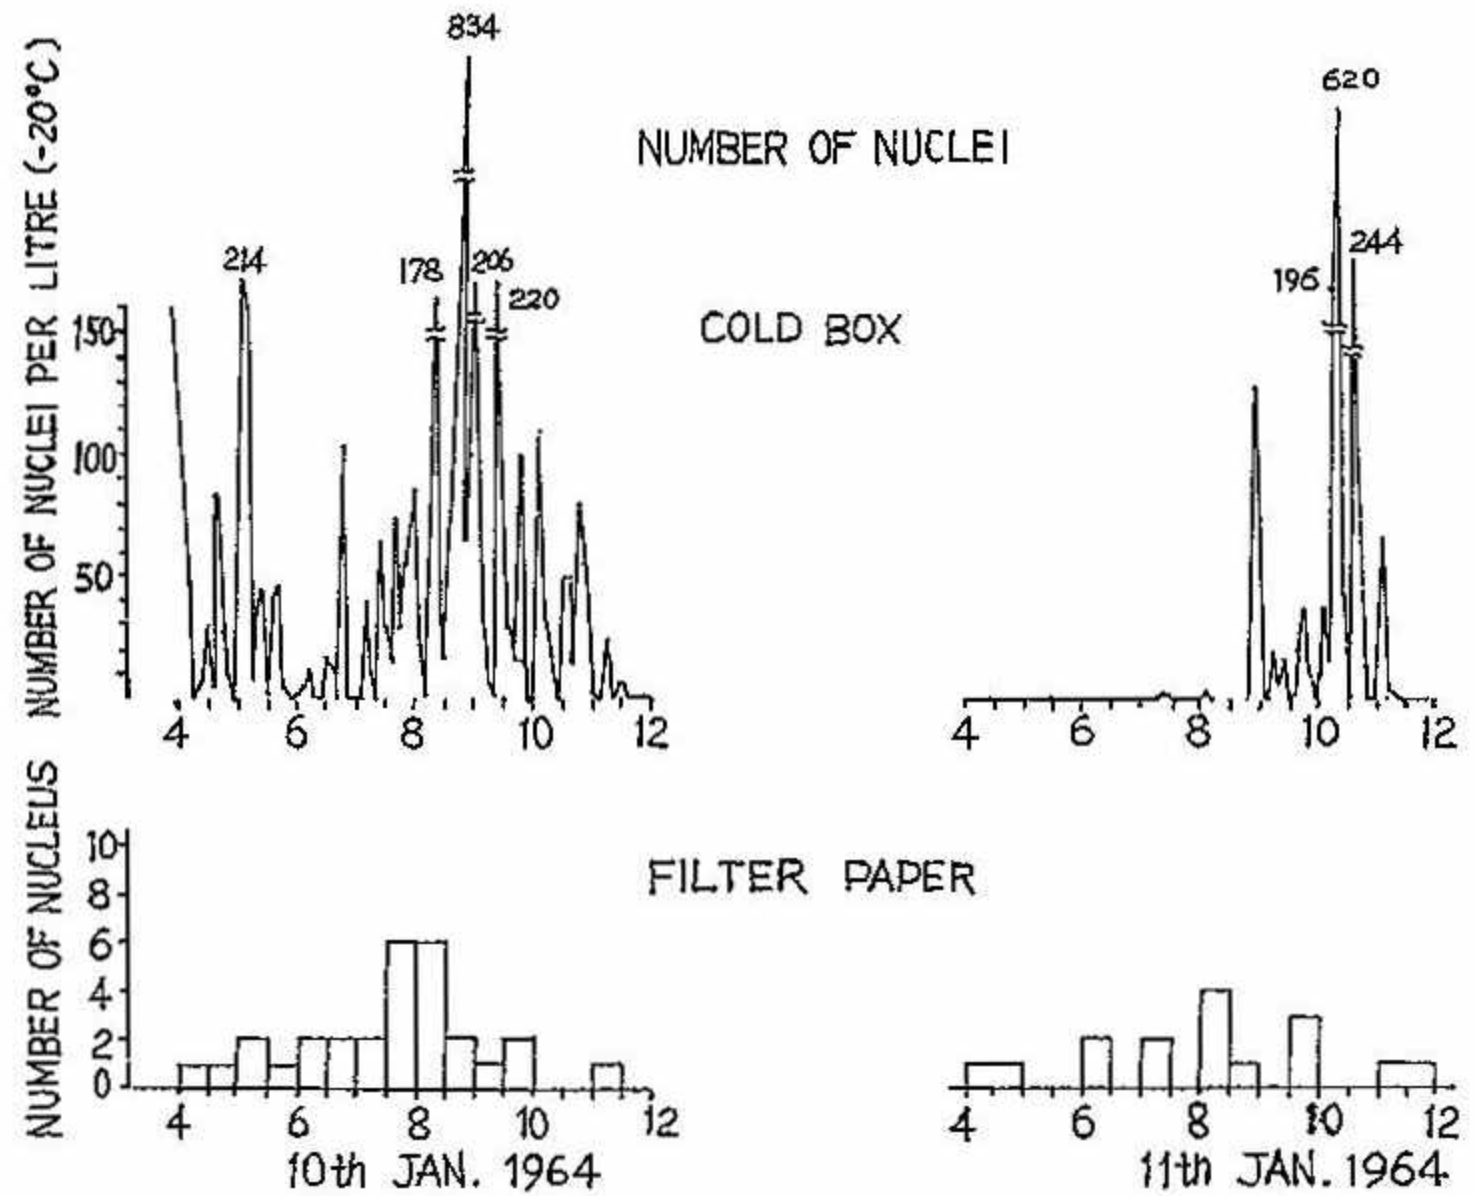 834
620
NUMBER OF NUCLEI
214
178
206
220
196
244
COLD BOX
NUMBER OF NUCLEI PER LITRE (-20°C)
150
100
50
4 6 8 10 12
4 6 8 10 12
FILTER PAPER
NUMBER OF NUCLEUS
10
8
6
4
2
0
4 6 8 10 12
4 6 8 10 12
10th JAN. 1964
11th JAN. 1964